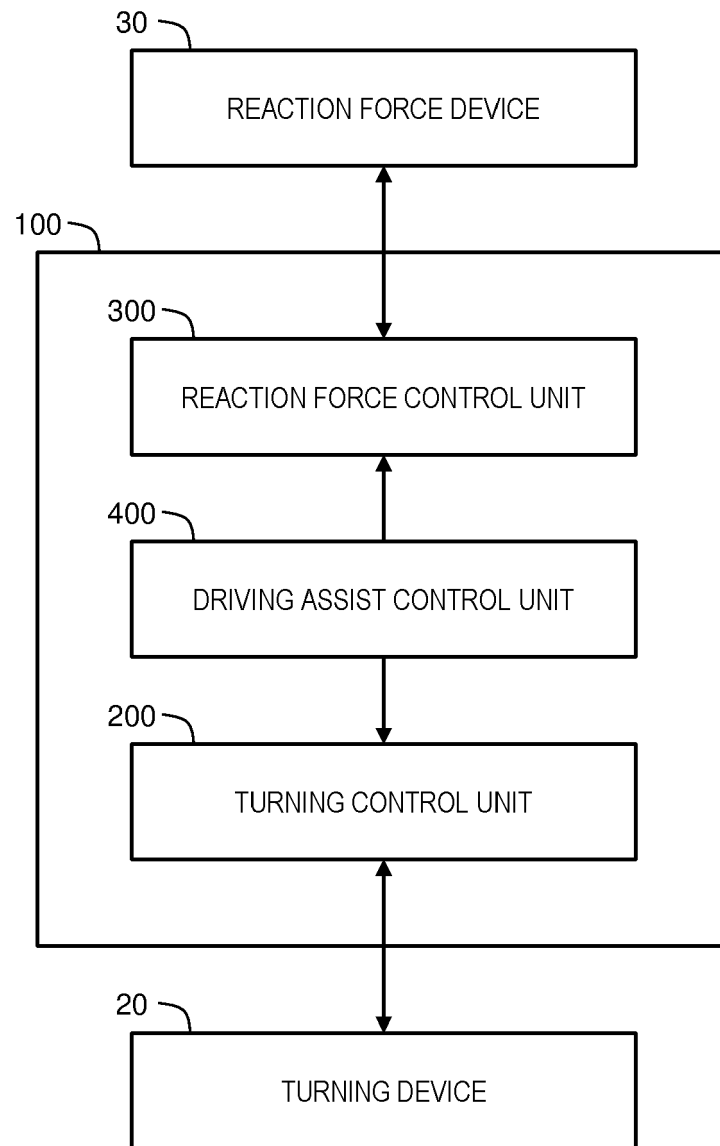 30
REACTION FORCE DEVICE
100
300
REACTION FORCE CONTROL UNIT
400
DRIVING ASSIST CONTROL UNIT
200
TURNING CONTROL UNIT
20
TURNING DEVICE